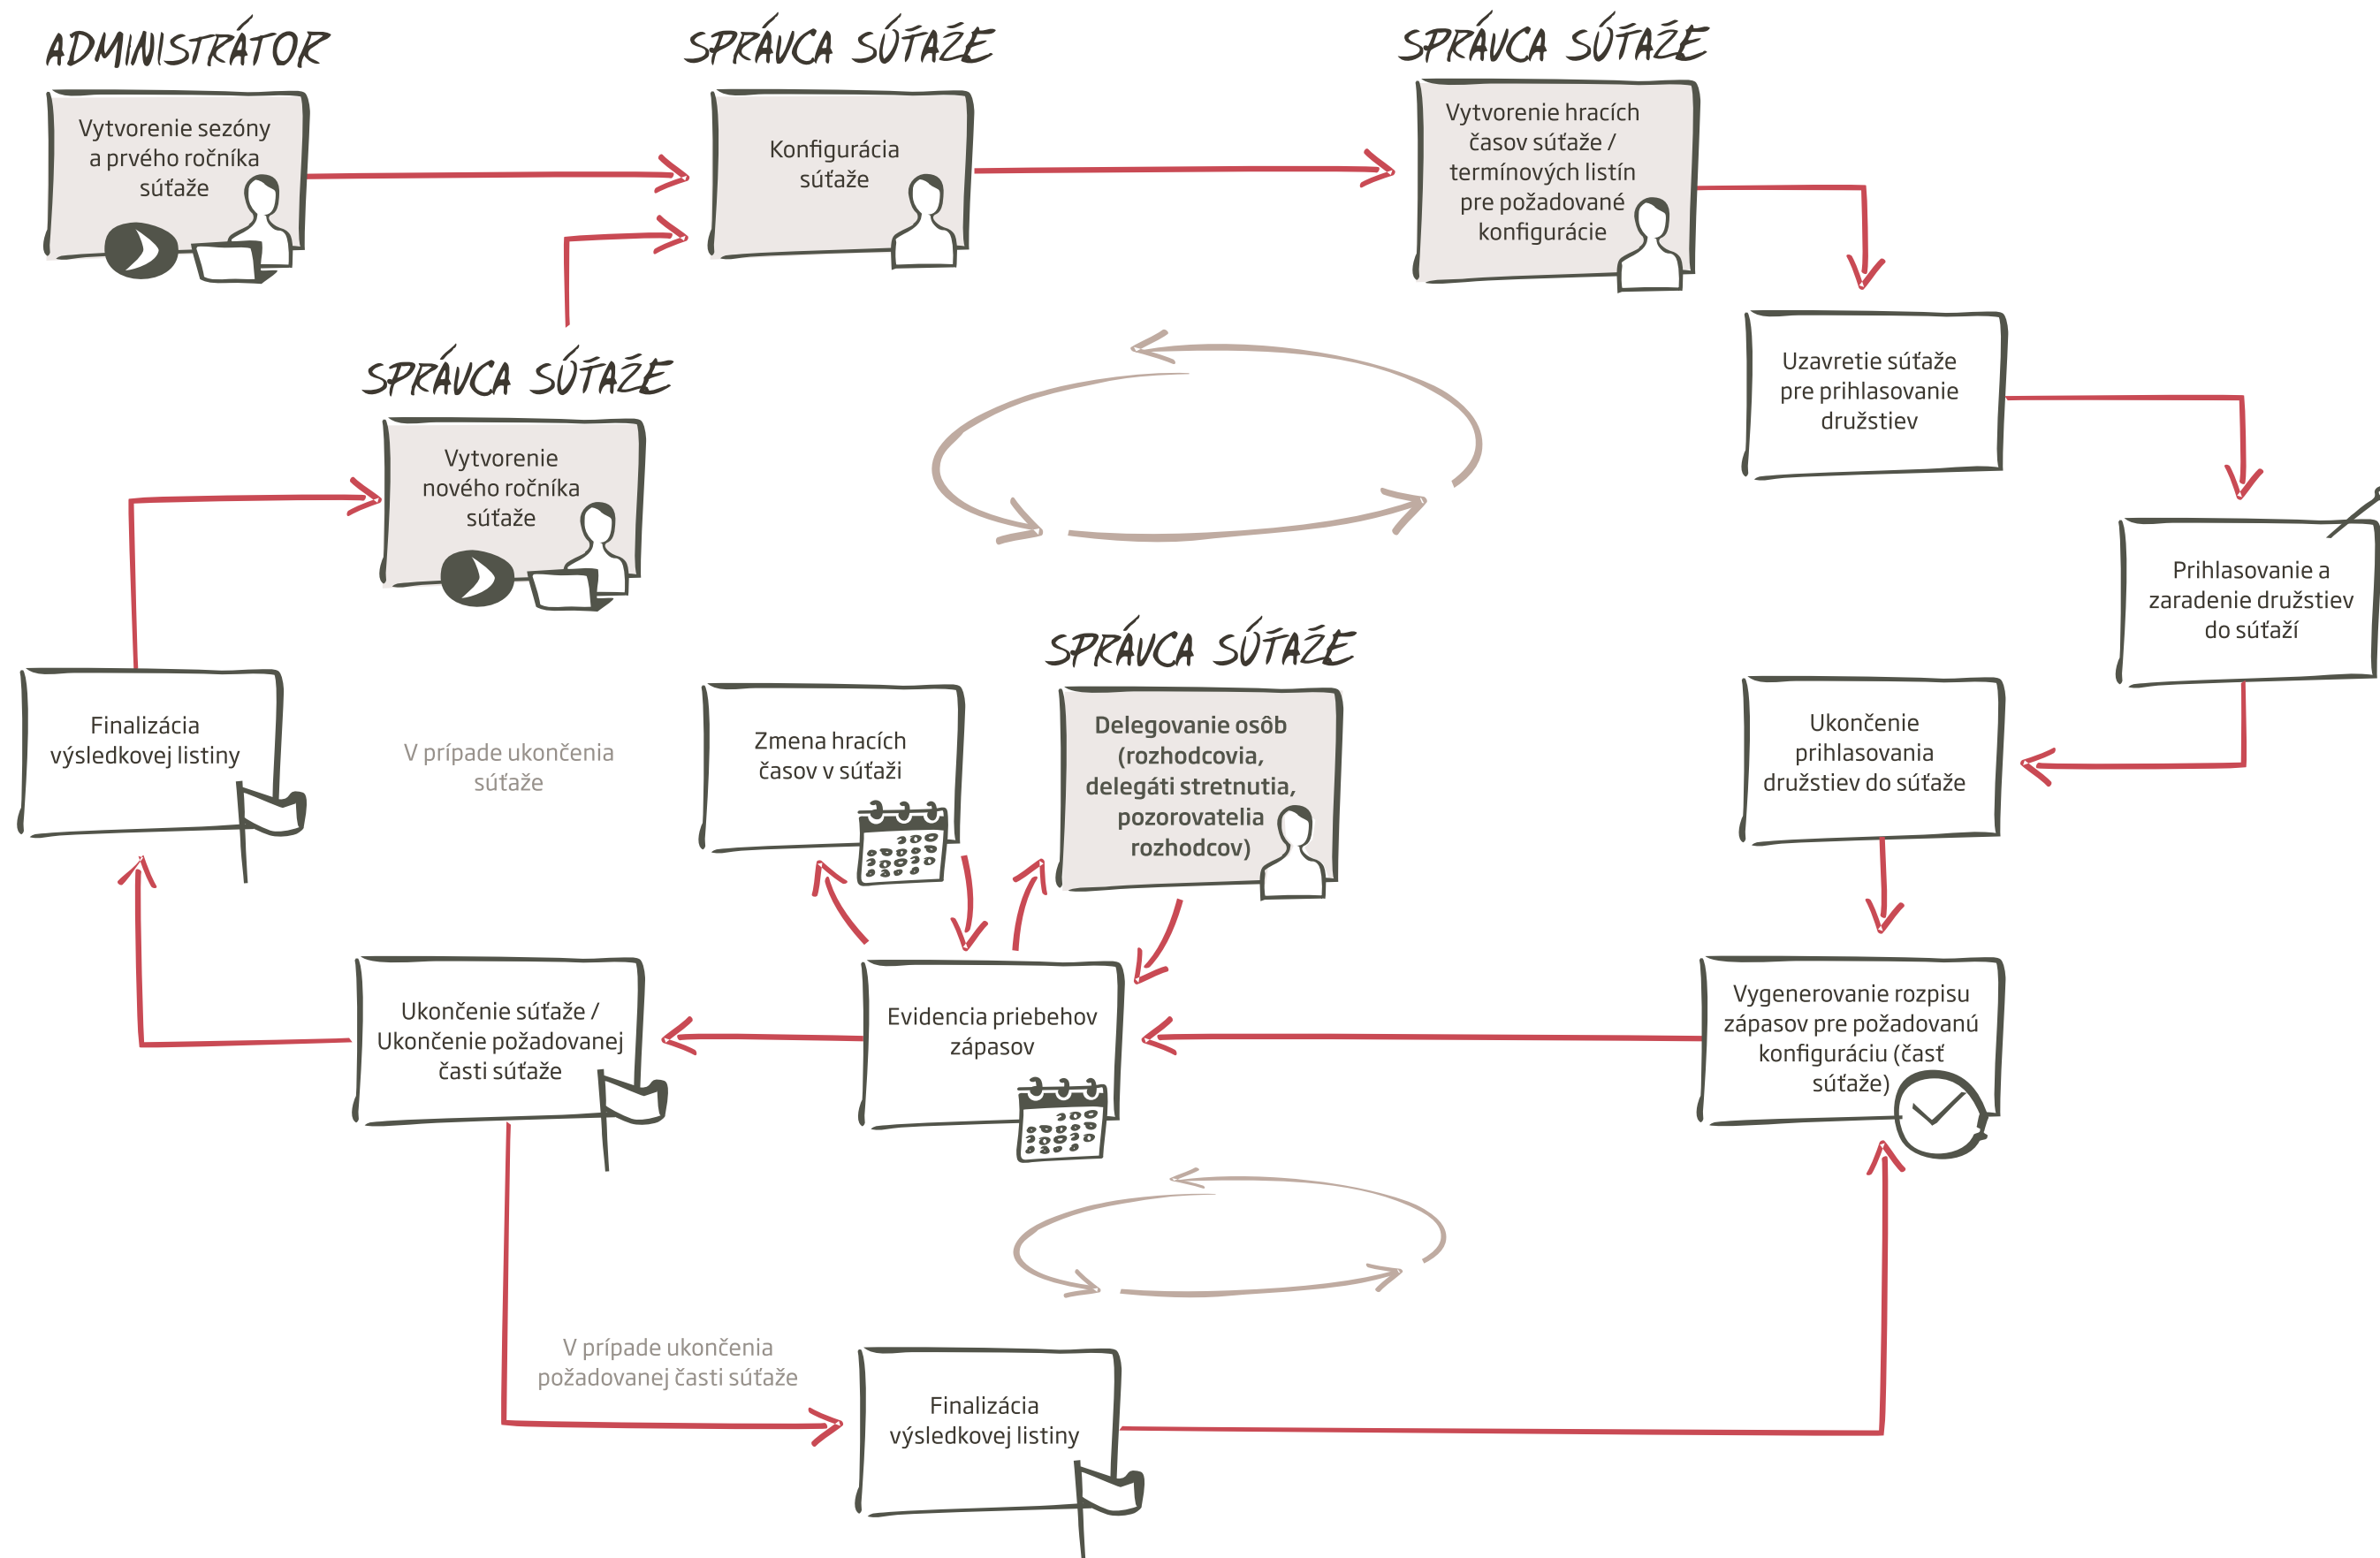 ADMINISTRÁTOR
Vytvorenie sezóny
a prvého ročníka
súťaže
SPRÁVCA SÚŤAŽE
Konfigurácia
súťaže
SPRÁVCA SÚŤAŽE
Vytvorenie hracích
časov súťaže /
termínových listín
pre požadované
konfigurácie
Uzavretie súťaže
pre prihlasovanie
družstiev
SPRÁVCA SÚŤAŽE
Vytvorenie
nového ročníka
súťaže
Prihlasovanie a
zaradenie družstiev
do súťaží
Finalizácia
výsledkovej listiny
V prípade ukončenia
súťaže
Zmena hracích
časov v súťaži
SPRÁVCA SÚŤAŽE
Delegovanie osôb
(rozhodcovia,
delegáti stretnutia,
pozorovatelia
rozhodcov)
Ukončenie
prihlasovania
družstiev do súťaže
Ukončenie súťaže /
Ukončenie požadovanej
časti súťaže
Evidencia priebehov
zápasov
Vygenerovanie rozpisu
zápasov pre požadovanú
konfiguráciu (časť
súťaže)
V prípade ukončenia
požadovanej časti súťaže
Finalizácia
výsledkovej listiny